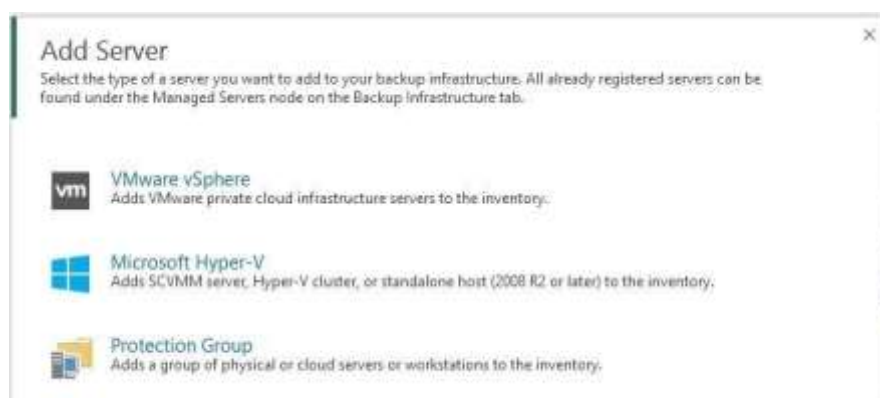 Add Server
Select the type of a server you want to add to your backup infrastructure. All already registered servers can be
found under the Managed Servers node on the Backup Infrastructure tab.
vm
VMware vSphere
Adds VMware private cloud infrastructure servers to the inventory.
Microsoft Hyper-V
Adds SCVMM server, Hyper-V cluster, or standalone host (2008 R2 or later) to the inventory.
Protection Group
Adds a group of physical or cloud servers or workstations to the inventory.